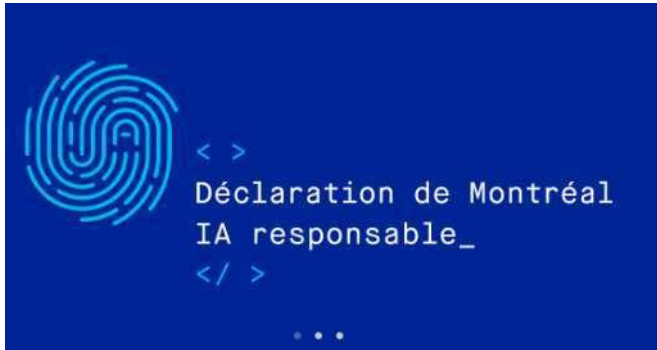 < >
Déclaration de Montréal
IA responsable_
</ >